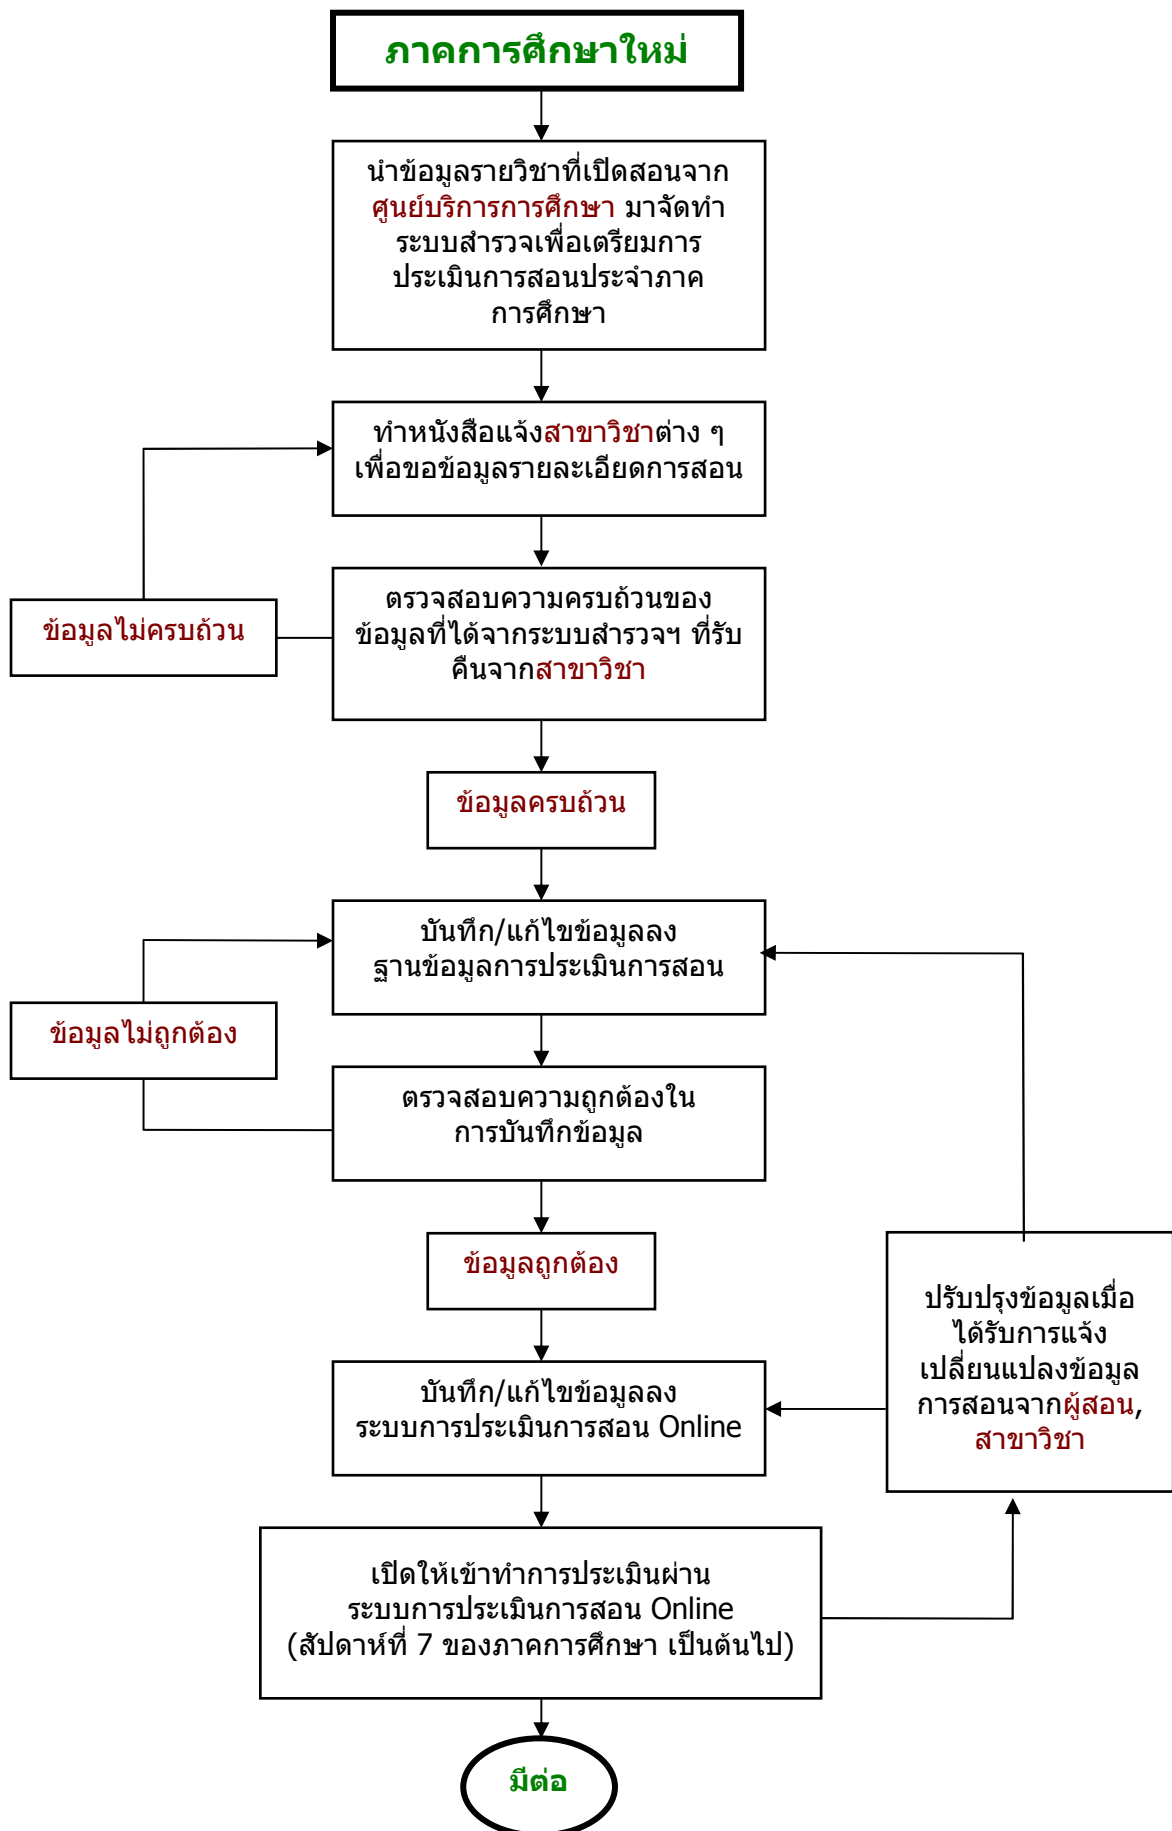 ภาคการศึกษาใหม่
นำข้อมูลรายวิชาที่เปิดสอนจาก
ศูนย์บริการการศึกษา มาจัดทำ
ระบบสำรวจเพื่อเตรียมการ
ประเมินการสอนประจำภาค
การศึกษา
ทำหนังสือแจ้งสาขาวิชาต่าง ๆ
เพื่อขอข้อมูลรายละเอียดการสอน
ข้อมูลไม่ครบถ้วน
ตรวจสอบความครบถ้วนของ
ข้อมูลที่ได้จากระบบสำรวจฯ ที่รับ
คืนจากสาขาวิชา
ข้อมูลครบถ้วน
บันทึก/แก้ไขข้อมูลลง
ฐานข้อมูลการประเมินการสอน
ข้อมูลไม่ถูกต้อง
ตรวจสอบความถูกต้องใน
การบันทึกข้อมูล
ข้อมูลถูกต้อง
ปรับปรุงข้อมูลเมื่อ
ได้รับการแจ้ง
เปลี่ยนแปลงข้อมูล
การสอนจากผู้สอน,
สาขาวิชา
บันทึก/แก้ไขข้อมูลลง
ระบบการประเมินการสอน Online
เปิดให้เข้าทำการประเมินผ่าน
ระบบการประเมินการสอน Online
(สัปดาห์ที่ 7 ของภาคการศึกษา เป็นต้นไป)
มีต่อ